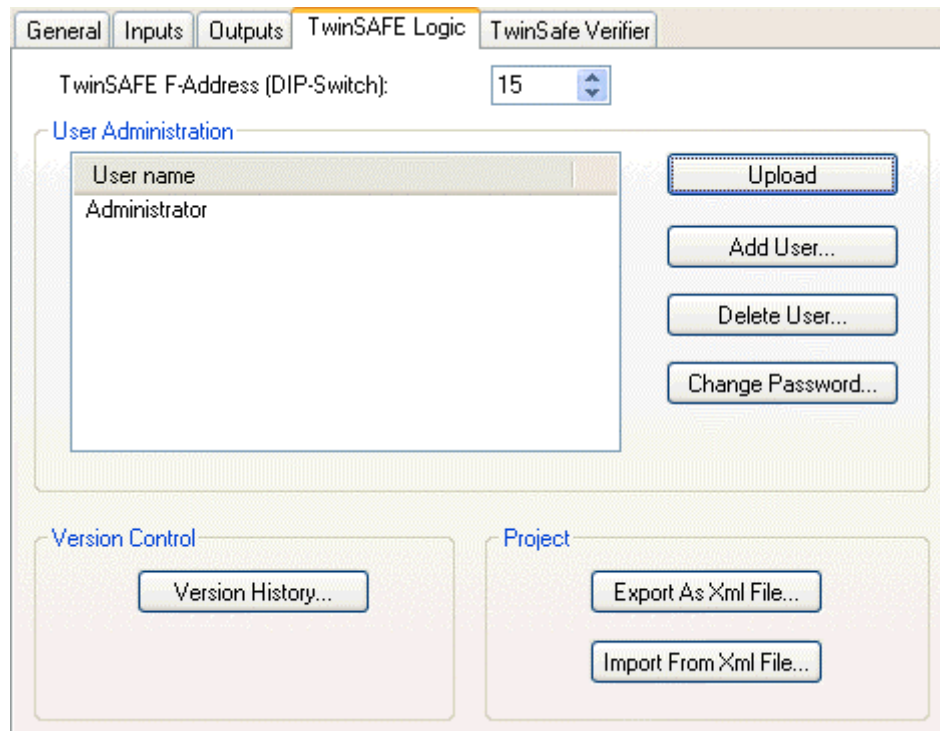 General Inputs Outputs TwinSAFE Logic TwinSafe Verifier
TwinSAFE F-Address (DIP-Switch): 15
User Administration
User name
Administrator
Upload
Add User...
Delete User...
Change Password...
Version Control
Version History...
Project
Export As Xml File...
Import From Xml File...